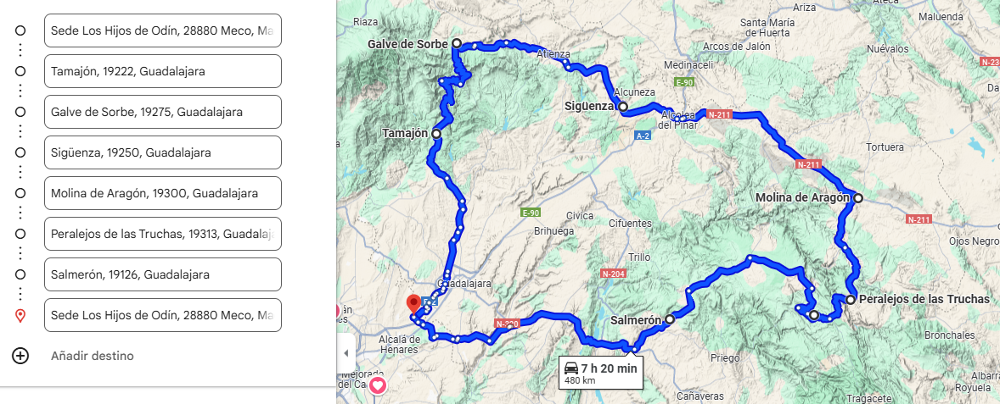 Sede Los Hijos de Odín, 28880 Meco, Ma
Tamajón, 19222, Guadalajara
Galve de Sorbe, 19275, Guadalajara
Sigüenza, 19250, Guadalajara
Molina de Aragón, 19300, Guadalajara
Peralejos de las Truchas, 19313, Guadalaja
Salmerón, 19126, Guadalajara
Sede Los Hijos de Odín, 28880 Meco, Ma
Añadir destino
Riaza
Ariza
Ateca
Maluenda
Santa María
de Huerta
Galve de Sorbe
Arcos de Jalón
Nuévalos
Atienza
Medinaceli
N-23
E-90
Da
Alcuneza
Sigüenza
Alcolea
del Pinar
N-211
Tamajón
A-2
Tortuera
N-211
Molina de Aragón
E-90
Civica
Cifuentes
N-211
Brihuega
Ojos Negro
Trillo
N-204
Guadalajara
Peralejos de las Truchas
Salmerón
N-320
Alcalá de
Henares
Bronchales
Priego
7 h 20 min
480 km
Mejorada
del Ca
Albarra
Royuela
Cañaveras
Tragacete